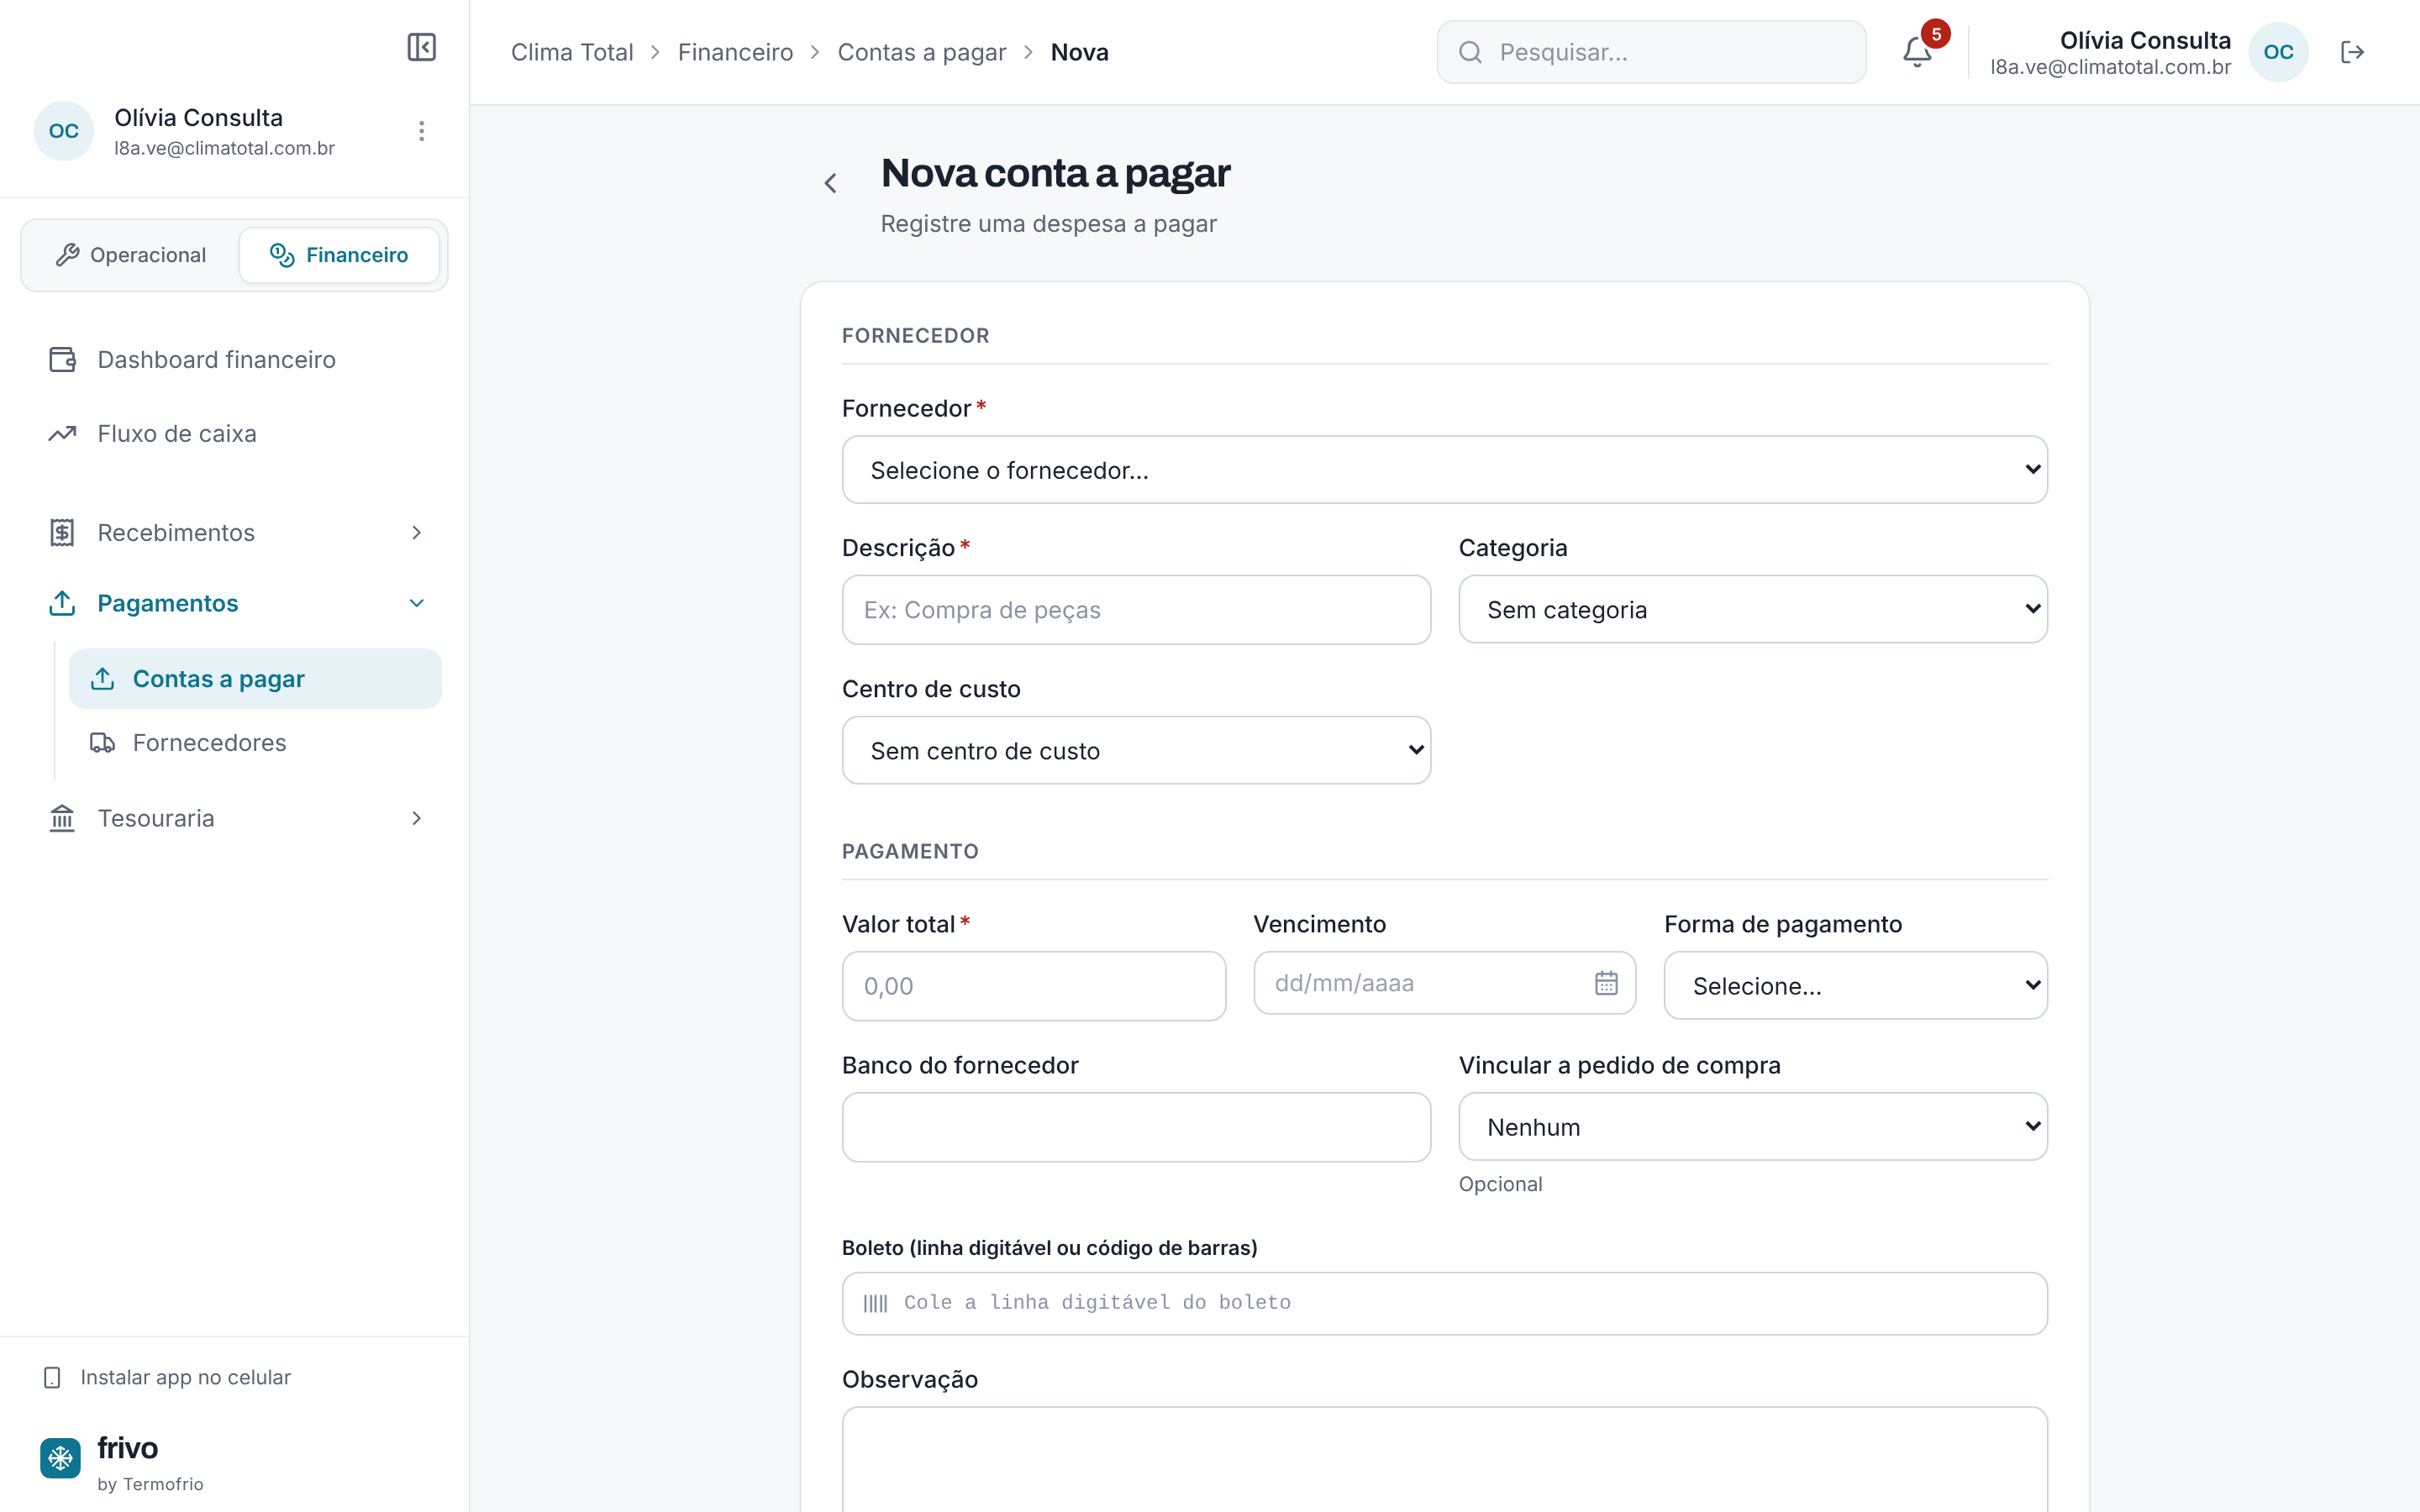 Clima Total > Financeiro > Contas a pagar > Nova
Pesquisar...
5
Olívia Consulta
l8a.ve@climatotal.com.br
OC
OC
Olívia Consulta
l8a.ve@climatotal.com.br
Operacional
Financeiro
Dashboard financeiro
Fluxo de caixa
Recebimentos
Pagamentos
Contas a pagar
Fornecedores
Tesouraria
Instalar app no celular
frivo
by Termofrio
Nova conta a pagar
Registre uma despesa a pagar
FORNECEDOR
Fornecedor*
Selecione o fornecedor...
Descrição* Categoria
Ex: Compra de peças Sem categoria
Centro de custo
Sem centro de custo
PAGAMENTO
Valor total* Vencimento Forma de pagamento
0,00 dd/mm/aaaa Selecione...
Banco do fornecedor Vincular a pedido de compra
Nenhum
Opcional
Boleto (linha digitável ou código de barras)
Cole a linha digitável do boleto
Observação